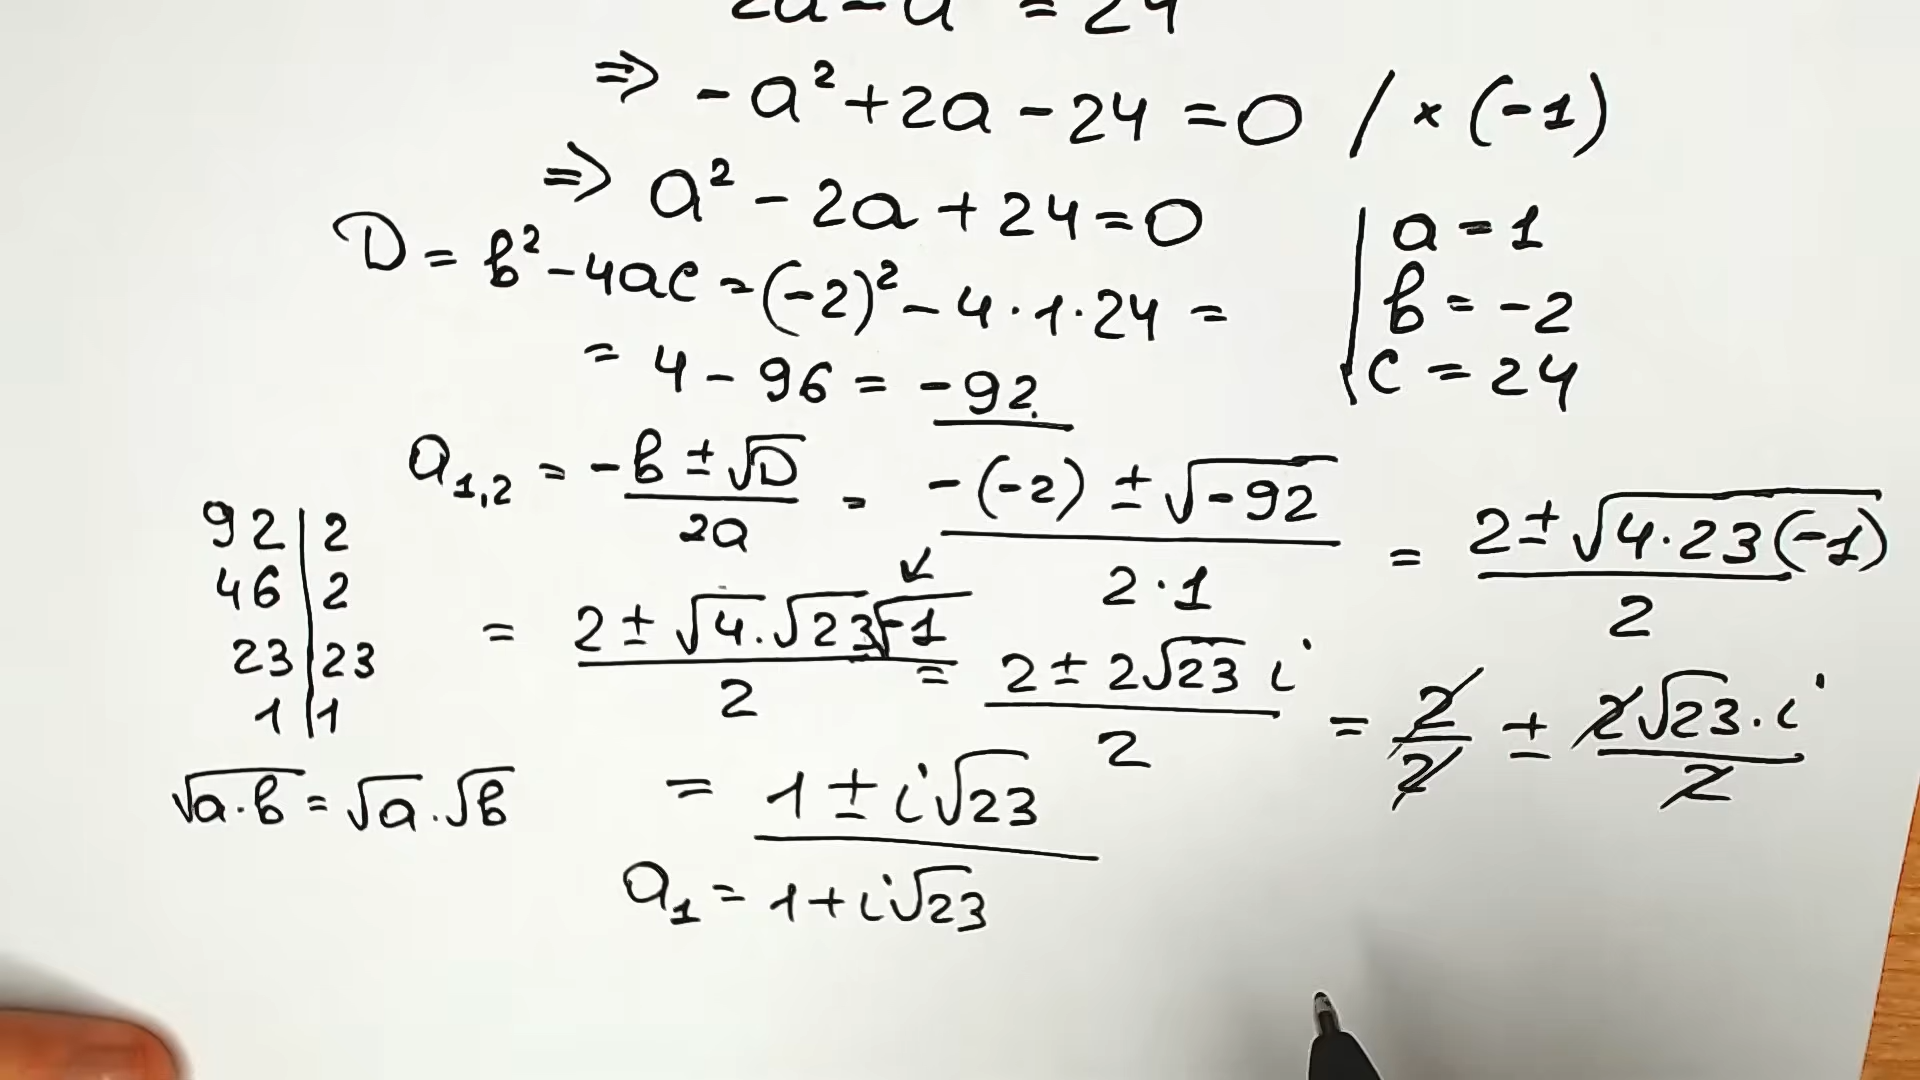 2a - a = 24
⇒ -a² + 2a - 24 = 0 / × (-1)
⇒ a² - 2a + 24 = 0
a = 1
b = -2
c = 24
D = b² - 4ac = (-2)² - 4 · 1 · 24 =
= 4 - 96 = -92
a₁,₂ = (-b ± √D)/(2a) = (-(-2) ± √(-92))/(2 · 1) = (2 ± √(4 · 23(-1)))/2
= (2 ± √4 · √23 √-1)/2 = (2 ± 2√23 i)/2 = 2/2 ± (2√23 · i)/2
= 1 ± i√23
a₁ = 1 + i√23
92 | 2
46 | 2
23 | 23
1 | 1
√(a · b) = √a · √b